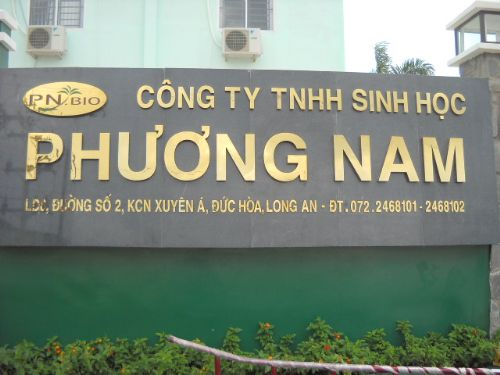 PN.BIO
CÔNG TY TNHH SINH HỌC
PHƯƠNG NAM
ĐƯỜNG SỐ 2, KCN XUYÊN Á, ĐỨC HÒA, LONG AN - ĐT. 072. 2468101 - 2468102